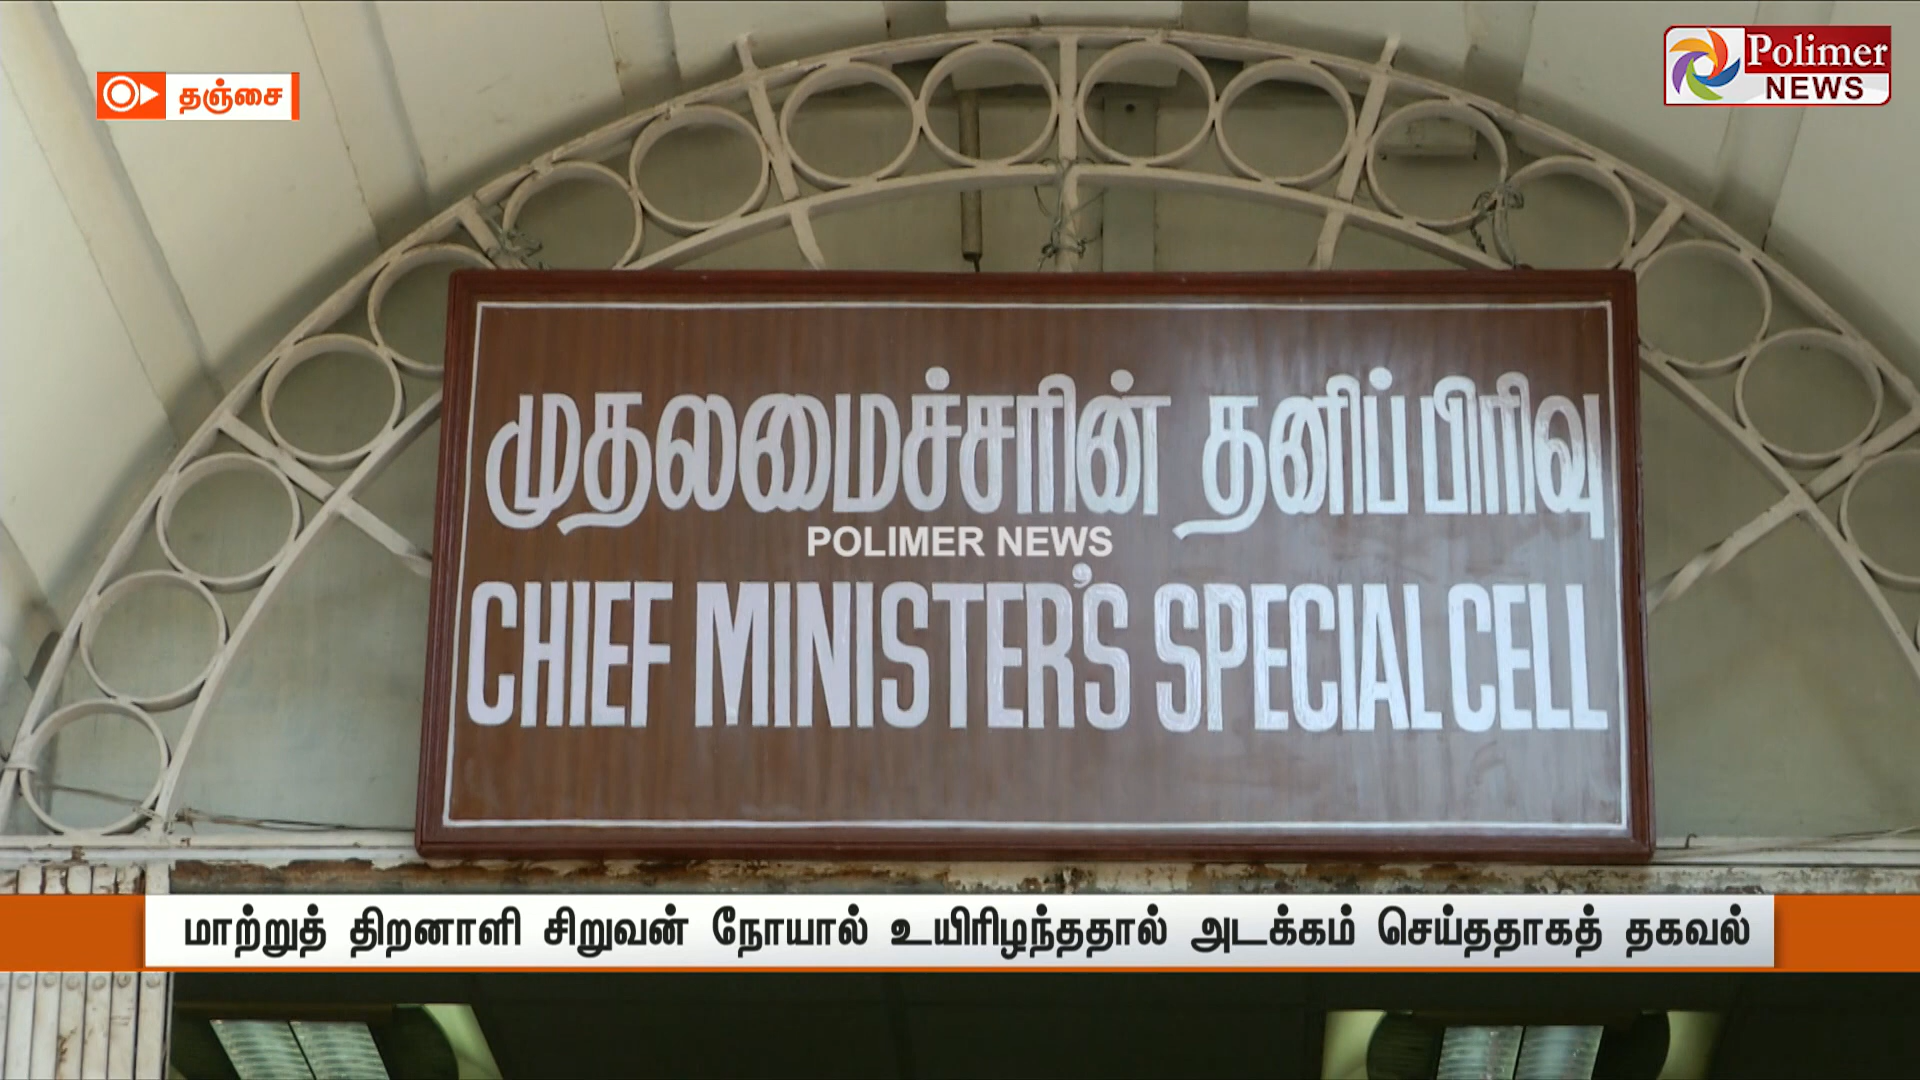 தஞ்சை
Polimer
NEWS
முதலமைச்சரின் தனிப்பிரிவு
POLIMER NEWS
CHIEF MINISTER'S SPECIAL CELL
மாற்றுத் திறனாளி சிறுவன் நோயால் உயிரிழந்ததால் அடக்கம் செய்ததாகத் தகவல்